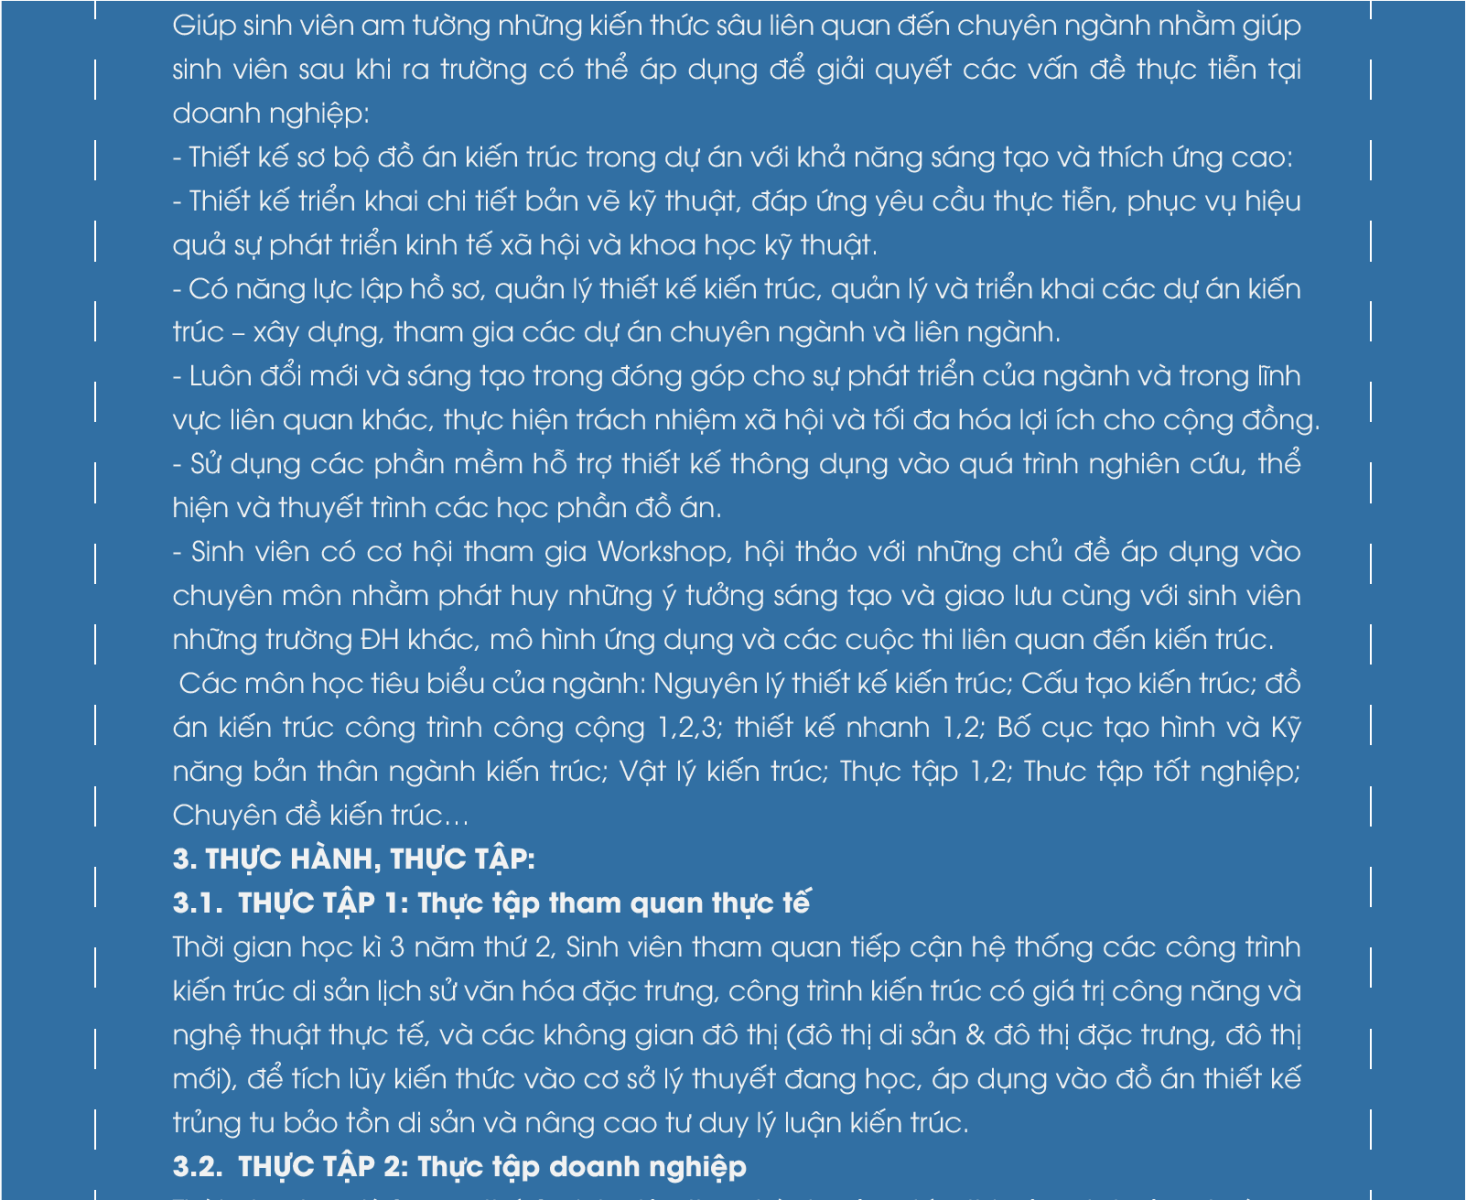 Giúp sinh viên am tường những kiến thức sâu liên quan đến chuyên ngành nhằm giúp
sinh viên sau khi ra trường có thể áp dụng để giải quyết các vấn đề thực tiễn tại
doanh nghiệp:
- Thiết kế sơ bộ đồ án kiến trúc trong dự án với khả năng sáng tạo và thích ứng cao:
- Thiết kế triển khai chi tiết bản vẽ kỹ thuật, đáp ứng yêu cầu thực tiễn, phục vụ hiệu
quả sự phát triển kinh tế xã hội và khoa học kỹ thuật.
- Có năng lực lập hồ sơ, quản lý thiết kế kiến trúc, quản lý và triển khai các dự án kiến
trúc – xây dựng, tham gia các dự án chuyên ngành và liên ngành.
- Luôn đổi mới và sáng tạo trong đóng góp cho sự phát triển của ngành và trong lĩnh
vực liên quan khác, thực hiện trách nhiệm xã hội và tối đa hóa lợi ích cho cộng đồng.
- Sử dụng các phần mềm hỗ trợ thiết kế thông dụng vào quá trình nghiên cứu, thể
hiện và thuyết trình các học phần đồ án.
- Sinh viên có cơ hội tham gia Workshop, hội thảo với những chủ đề áp dụng vào
chuyên môn nhằm phát huy những ý tưởng sáng tạo và giao lưu cùng với sinh viên
những trường ĐH khác, mô hình ứng dụng và các cuộc thi liên quan đến kiến trúc.
Các môn học tiêu biểu của ngành: Nguyên lý thiết kế kiến trúc; Cấu tạo kiến trúc; đồ
án kiến trúc công trình công cộng 1,2,3; thiết kế nhanh 1,2; Bố cục tạo hình và Kỹ
năng bản thân ngành kiến trúc; Vật lý kiến trúc; Thực tập 1,2; Thưc tập tốt nghiệp;
Chuyên đề kiến trúc...
3. THỰC HÀNH, THỰC TẬP:
3.1. THỰC TẬP 1: Thực tập tham quan thực tế
Thời gian học kì 3 năm thứ 2, Sinh viên tham quan tiếp cận hệ thống các công trình
kiến trúc di sản lịch sử văn hóa đặc trưng, công trình kiến trúc có giá trị công năng và
nghệ thuật thực tế, và các không gian đô thị (đô thị di sản & đô thị đặc trưng, đô thị
mới), để tích lũy kiến thức vào cơ sở lý thuyết đang học, áp dụng vào đồ án thiết kế
trủng tu bảo tồn di sản và nâng cao tư duy lý luận kiến trúc.
3.2. THỰC TẬP 2: Thực tập doanh nghiệp